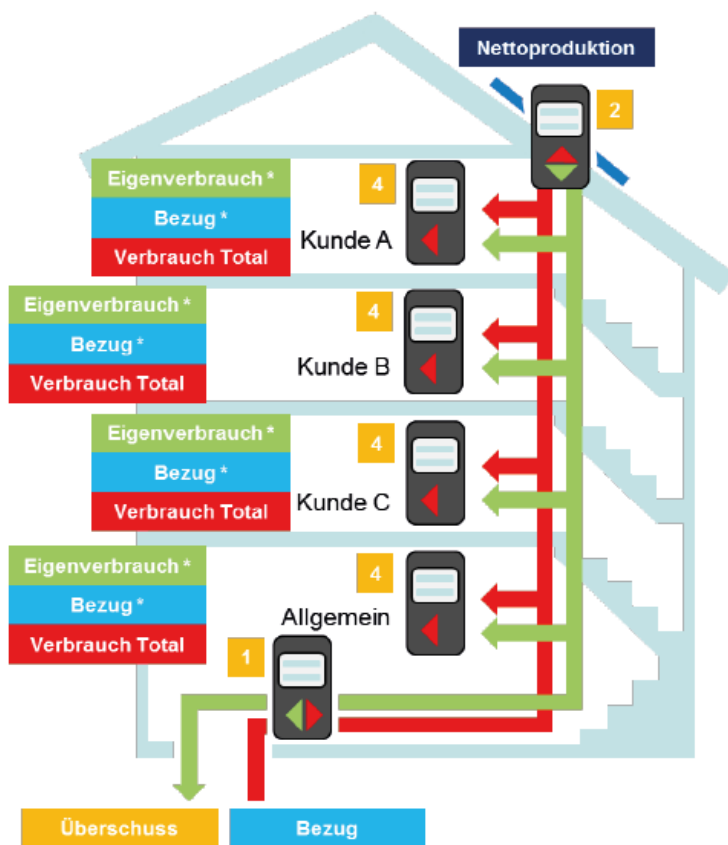 Nettoproduktion
2
Eigenverbrauch *
Bezug *
Verbrauch Total
4
Kunde A
Eigenverbrauch *
Bezug *
Verbrauch Total
4
Kunde B
Eigenverbrauch *
Bezug *
Verbrauch Total
4
Kunde C
Eigenverbrauch *
Bezug *
Verbrauch Total
4
Allgemein
1
Überschuss
Bezug